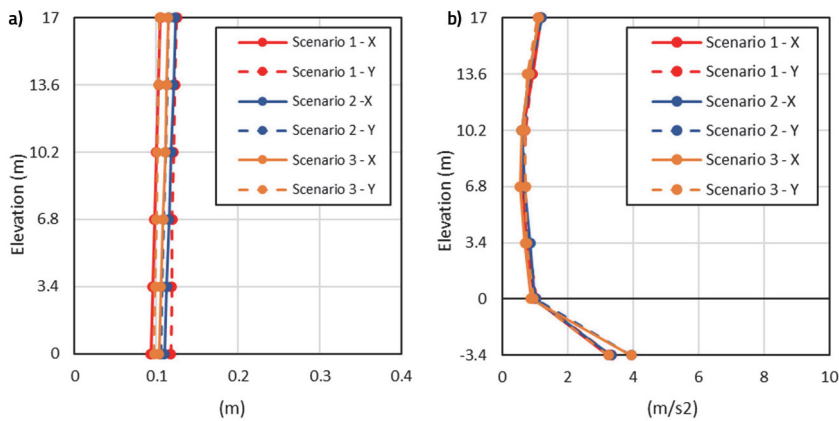 a)
17
13.6
10.2
6.8
3.4
0
Elevation (m)
0
0.1
0.2
0.3
0.4
(m)
Scenario 1 - X
Scenario 1 - Y
Scenario 2 -X
Scenario 2 - Y
Scenario 3 - X
Scenario 3 - Y
b)
17
13.6
10.2
6.8
3.4
0
-3.4
Elevation (m)
0
2
4
6
8
10
(m/s2)
Scenario 1 - X
Scenario 1 - Y
Scenario 2 -X
Scenario 2 - Y
Scenario 3 - X
Scenario 3 - Y